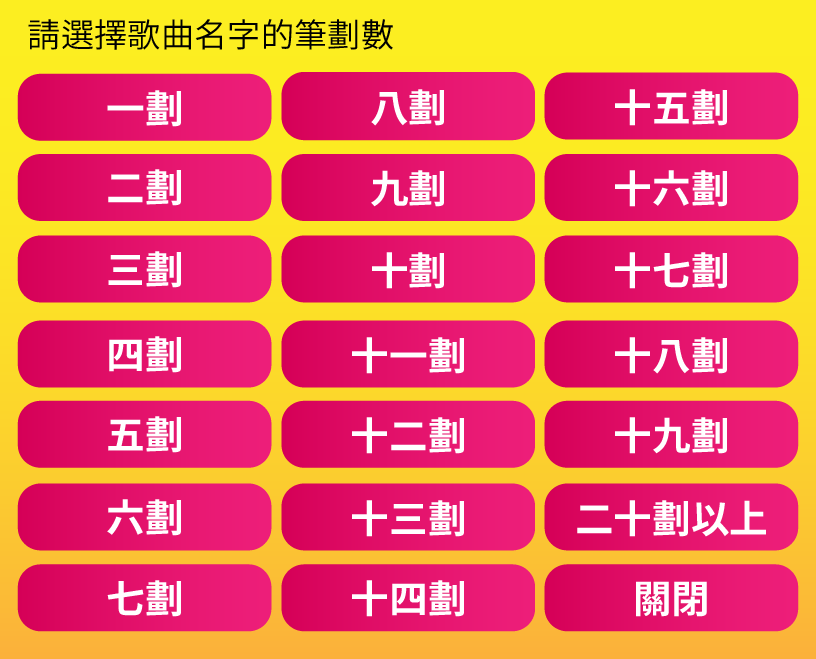 請選擇歌曲名字的筆劃數
一劃
八劃
十五劃
二劃
九劃
十六劃
三劃
十劃
十七劃
四劃
十一劃
十八劃
五劃
十二劃
十九劃
六劃
十三劃
二十劃以上
七劃
十四劃
關閉